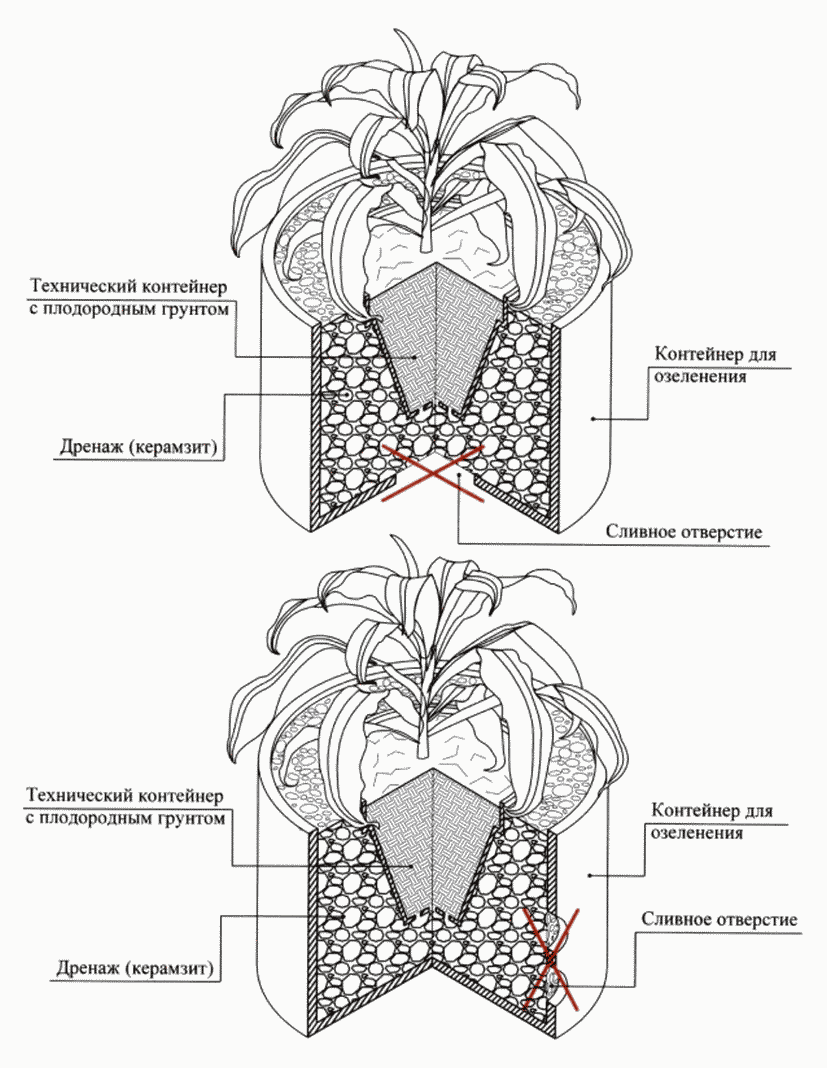 Технический контейнер
с плодородным грунтом
Контейнер для
озеленения
Дренаж (керамзит)
Сливное отверстие
Технический контейнер
с плодородным грунтом
Контейнер для
озеленения
Сливное отверстие
Дренаж (керамзит)